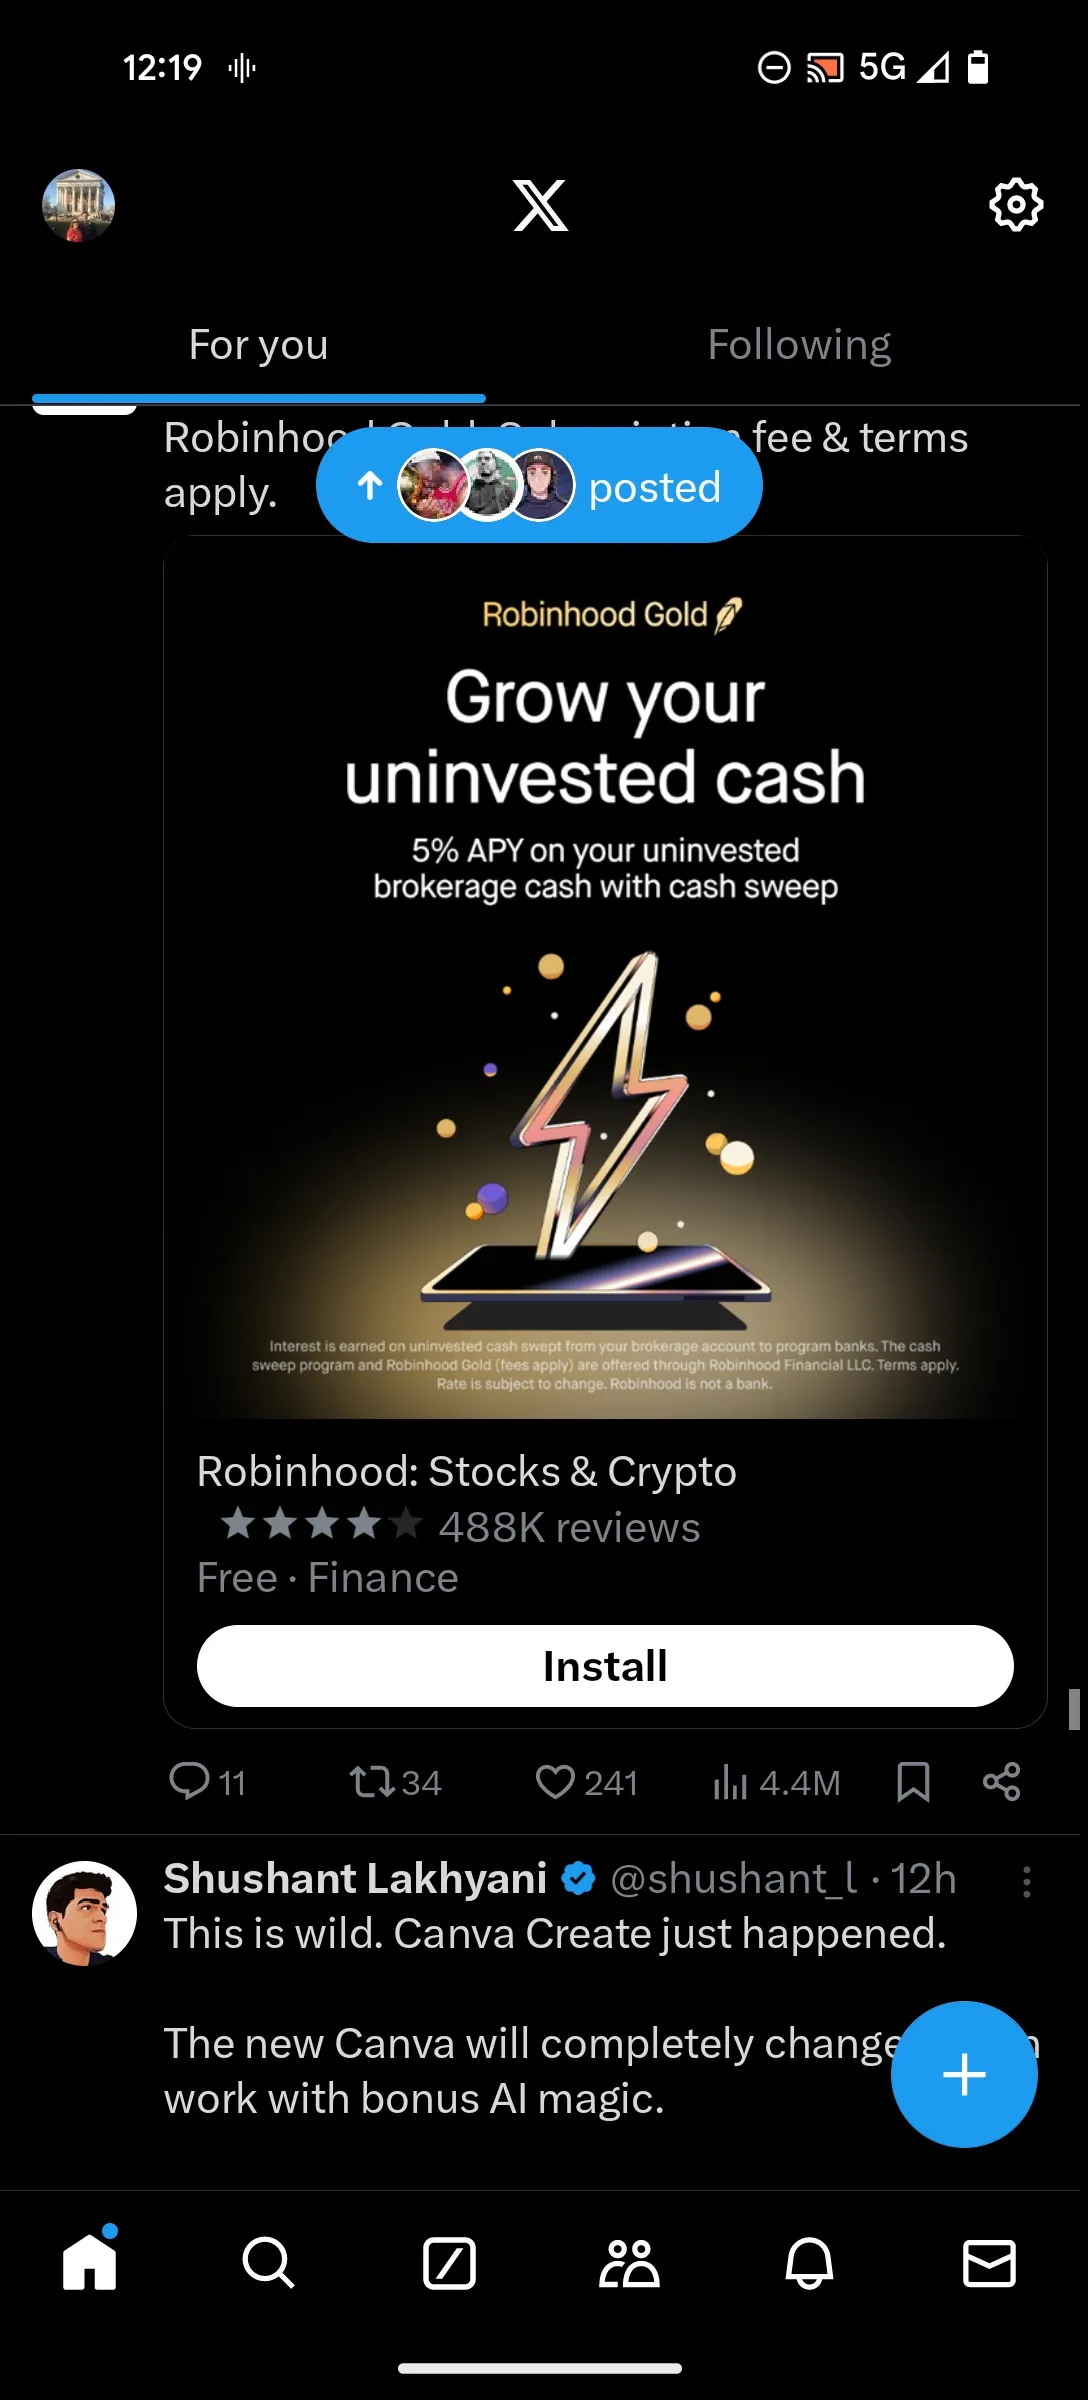 12:19
5G
For you
Following
Robinhood Gold Subscription fee & terms
apply.
posted
Robinhood Gold
Grow your
uninvested cash
5% APY on your uninvested
brokerage cash with cash sweep
Interest is earned on uninvested cash swept from your brokerage account to program banks. The cash
sweep program and Robinhood Gold (fees apply) are offered through Robinhood Financial LLC. Terms apply.
Rate is subject to change. Robinhood is not a bank.
Robinhood: Stocks & Crypto
488K reviews
Free · Finance
Install
11
34
241
4.4M
Shushant Lakhyani @shushant_l · 12h
This is wild. Canva Create just happened.
The new Canva will completely change
work with bonus AI magic.